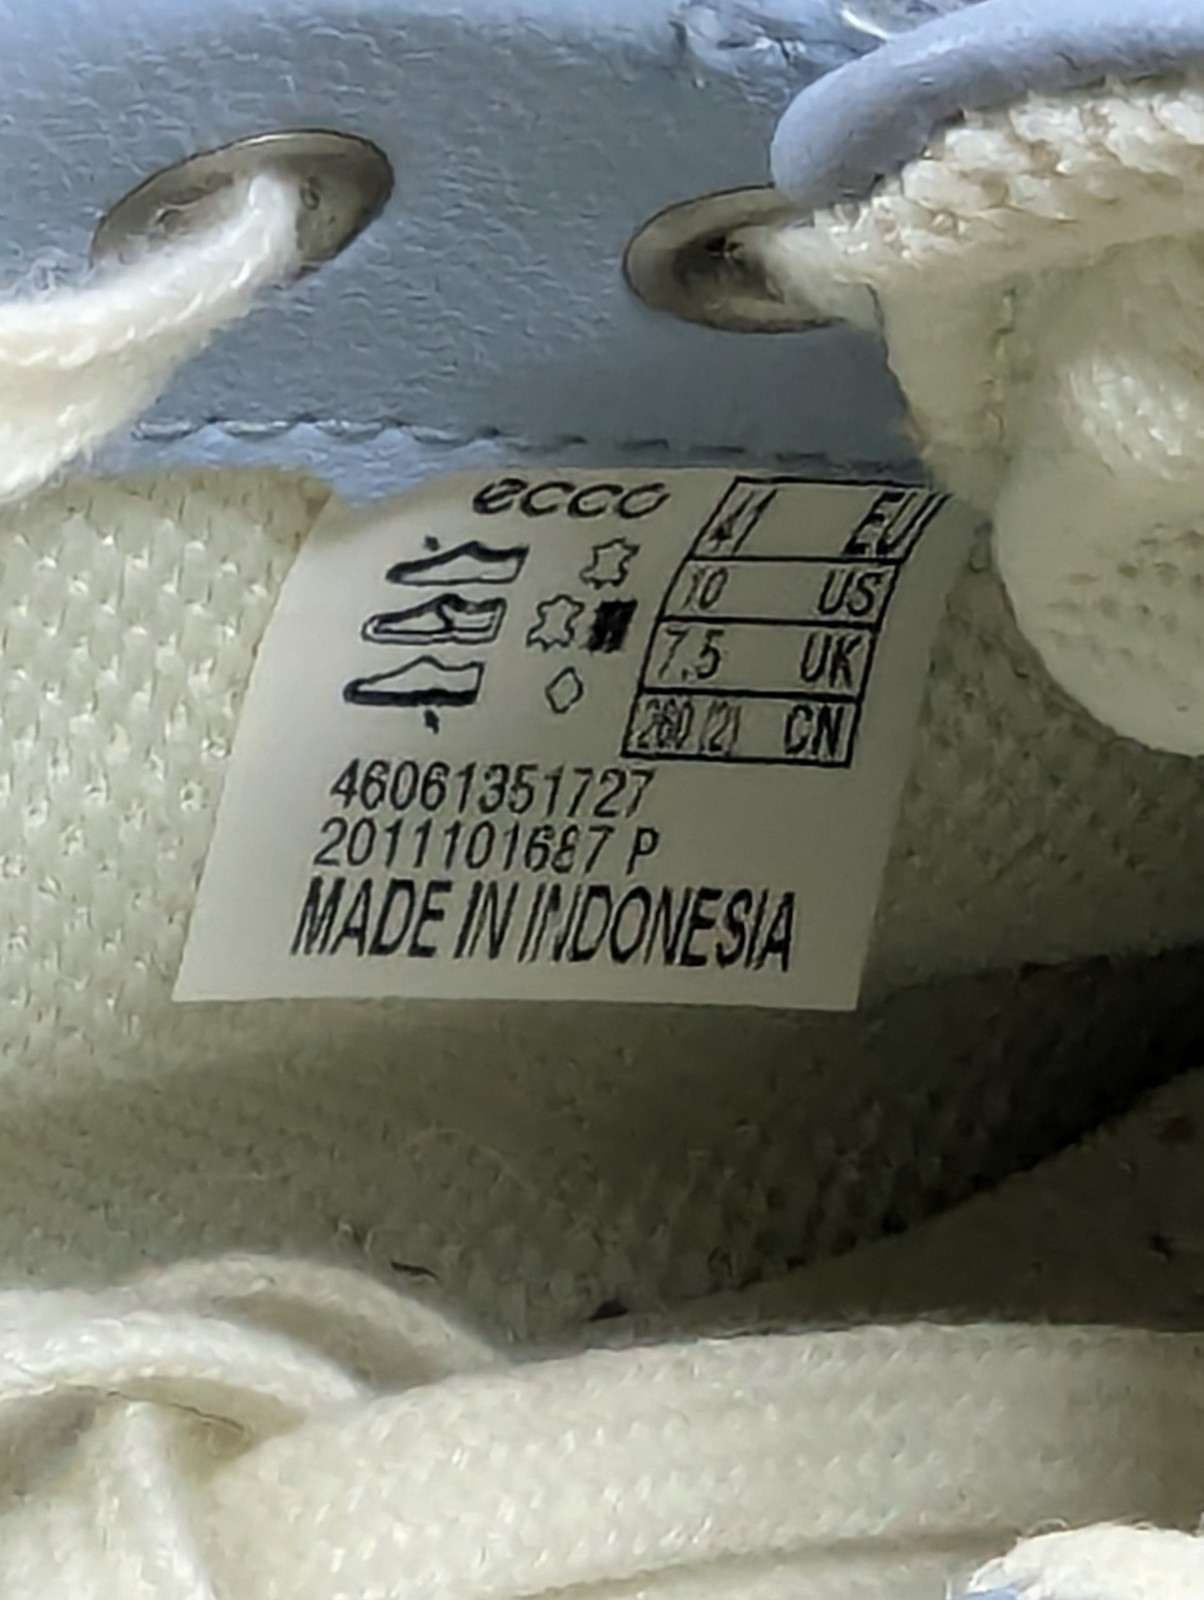 ecco
41 EU
10 US
7.5 UK
260 (2) CN
46061351727
2011101687 P
MADE IN INDONESIA